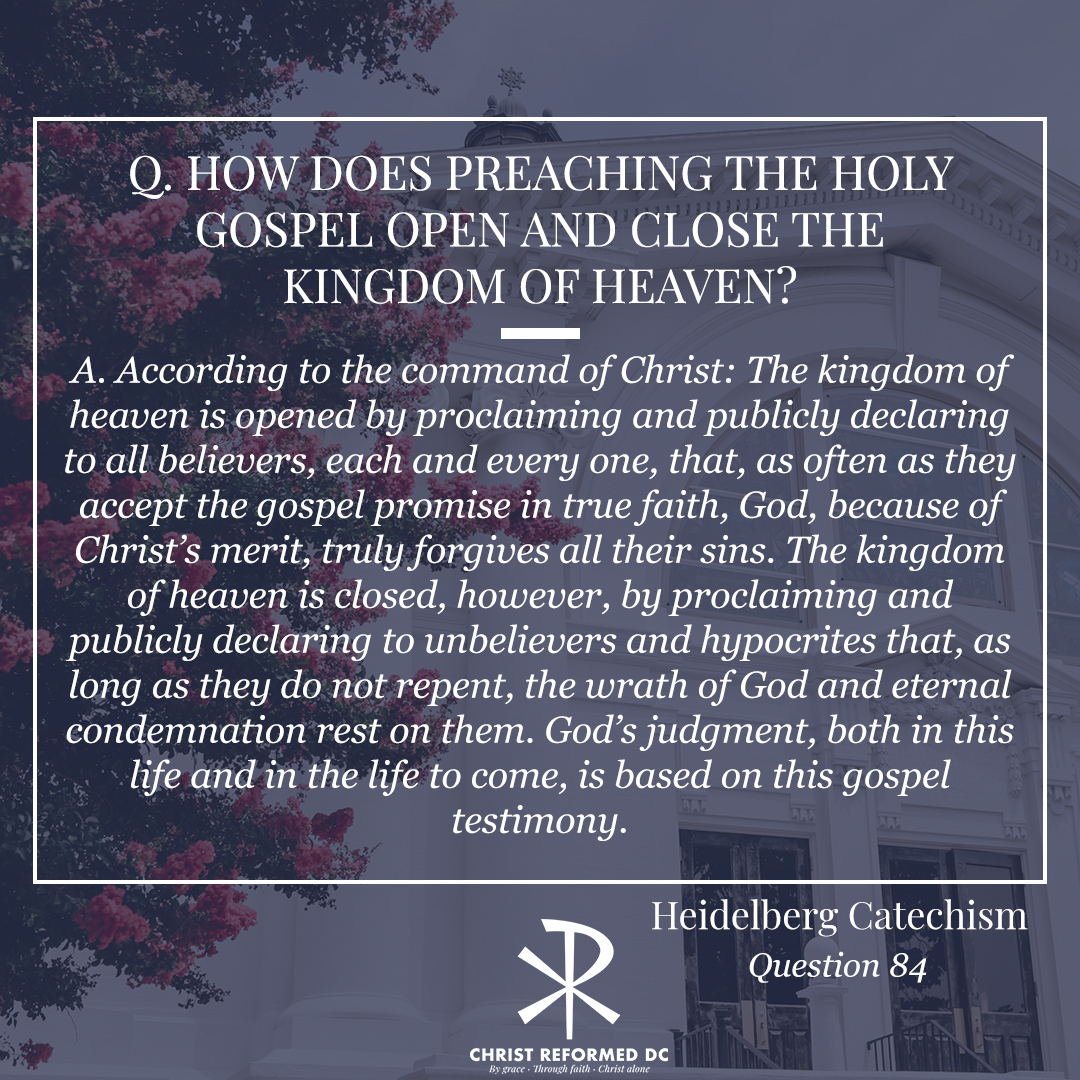 Q. HOW DOES PREACHING THE HOLY
GOSPEL OPEN AND CLOSE THE
KINGDOM OF HEAVEN?
A. According to the command of Christ: The kingdom of
heaven is opened by proclaiming and publicly declaring
to all believers, each and every one, that, as often as they
accept the gospel promise in true faith, God, because of
Christ’s merit, truly forgives all their sins. The kingdom
of heaven is closed, however, by proclaiming and
publicly declaring to unbelievers and hypocrites that, as
long as they do not repent, the wrath of God and eternal
condemnation rest on them. God’s judgment, both in this
life and in the life to come, is based on this gospel
testimony.
Heidelberg Catechism
Question 84
CHRIST REFORMED DC
By grace · Through faith · Christ alone